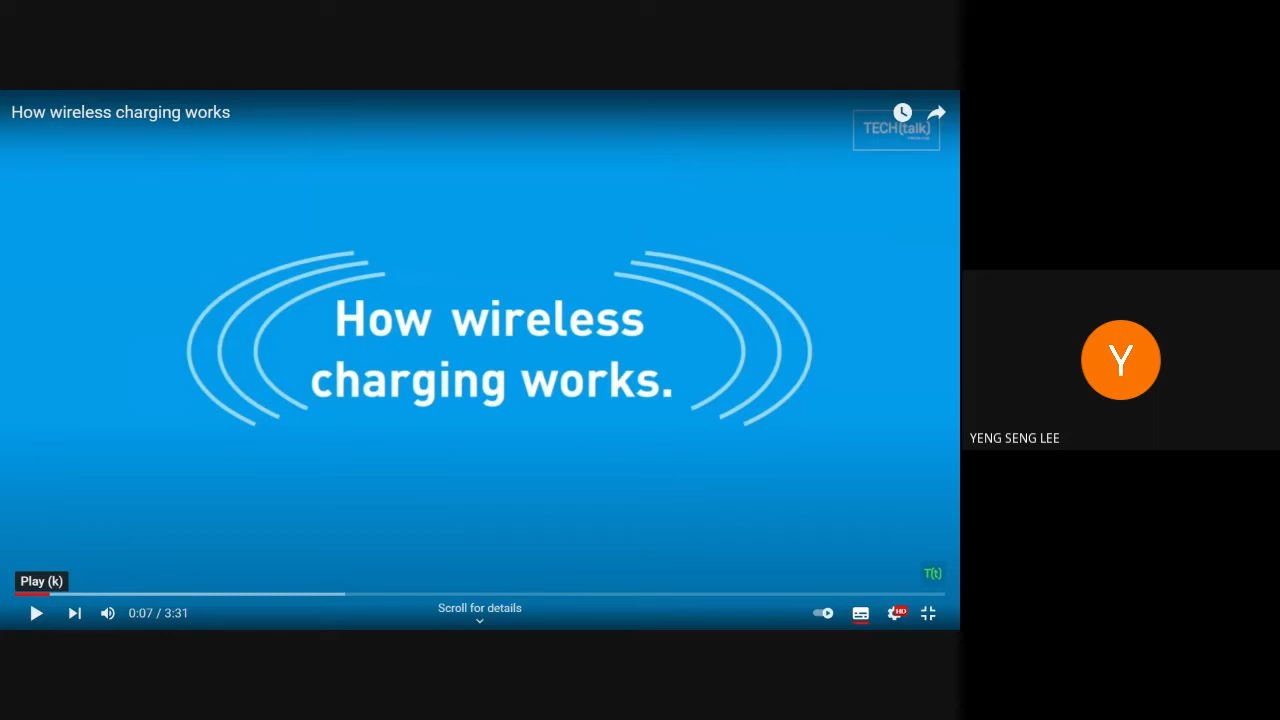 How wireless charging works
TECH(talk)
How wireless
charging works.
Y
YENG SENG LEE
T(t)
Play (k)
0:07 / 3:31
Scroll for details
HD